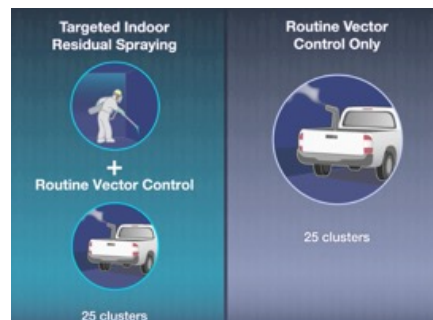 Targeted Indoor
Residual Spraying
+
Routine Vector Control
25 clusters
Routine Vector
Control Only
25 clusters